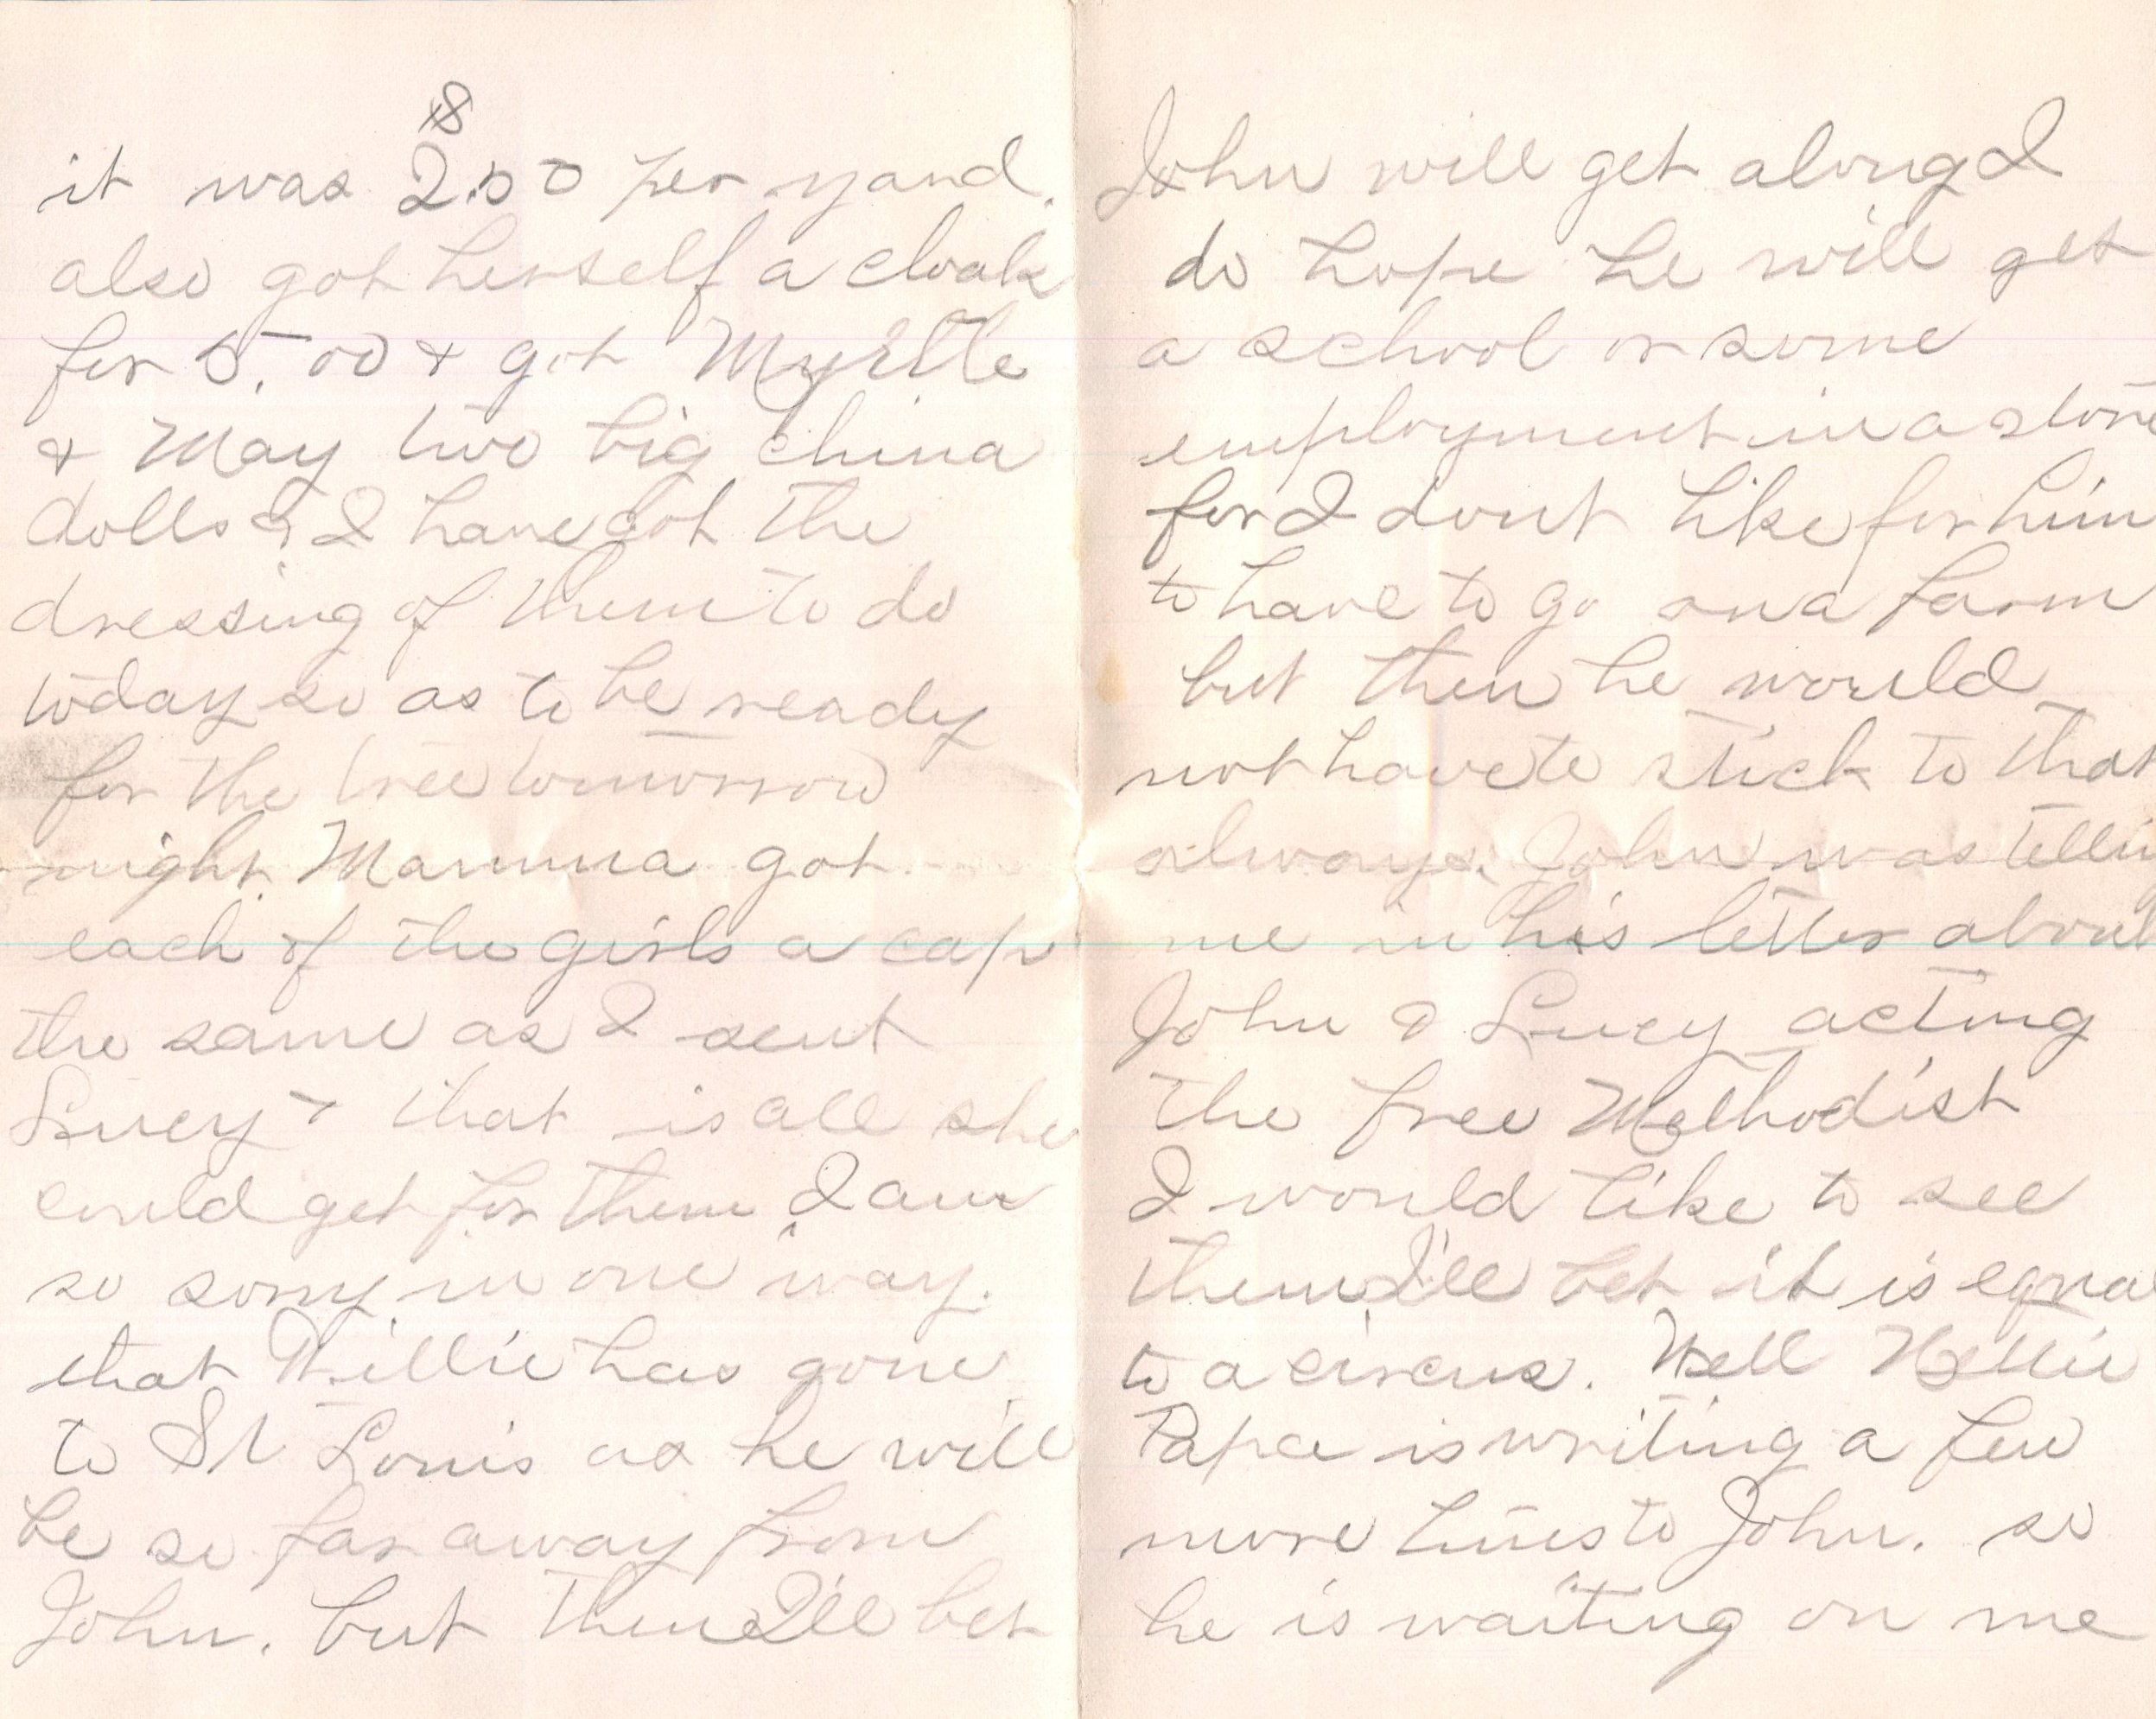 $
it was 2.50 per yard.
also got herself a cloak
for 5.00 & got Myrtle
& May two big china
dolls & I have got the
dressing of them to do
today so as to be ready
for the tree tomorrow
night. Mamma got
each of the girls a cap
the same as I sent
Lucy & that is all she
could get for them I am
so sorry in one way.
that Willie has gone
to St Louis as he will
be so far away from
John. but then I'll bet
John will get along I
do hope he will get
a school or some
employment in a store
for I dont like for him
to have to go on a farm
but then he would
not have to stick to that
always. John was tellin
me in his letter about
John & Lucy acting
the free Methodist
I would like to see
them I'll bet it is equa
to a circus. Well Nellie
Papa is writing a few
more lines to John. so
he is waiting on me